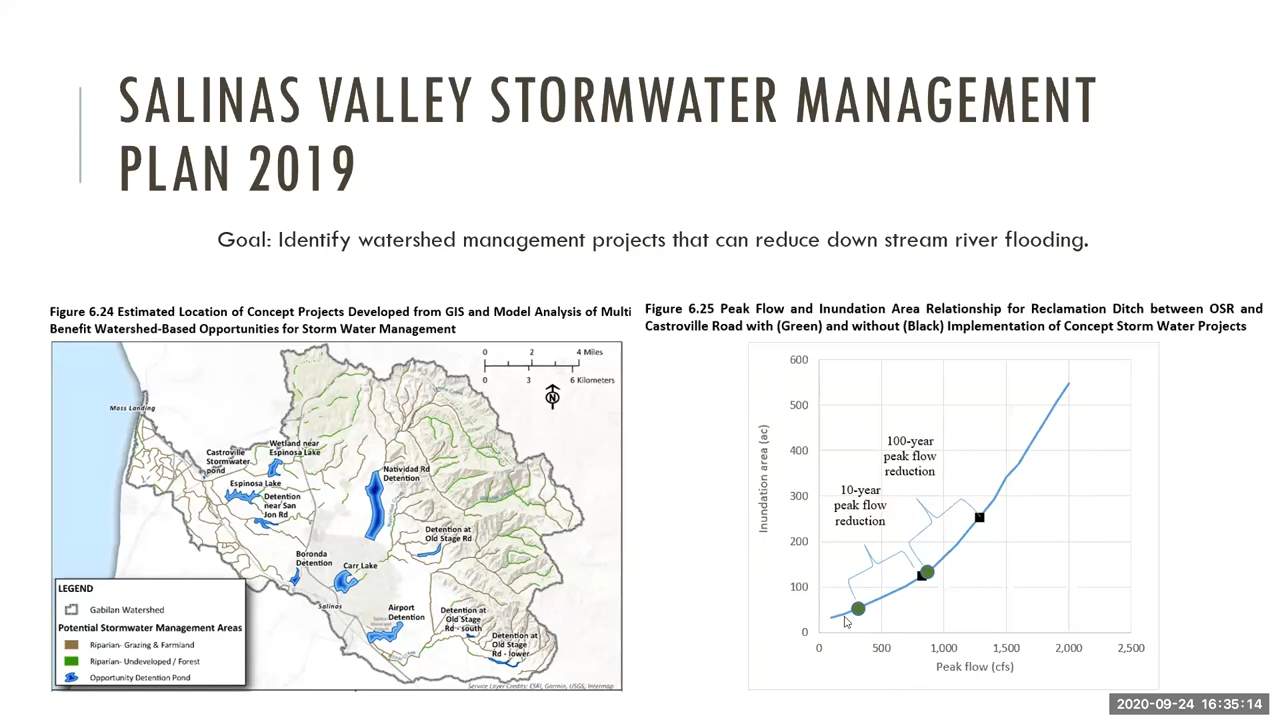 SALINAS VALLEY STORMWATER MANAGEMENT
PLAN 2019
Goal: Identify watershed management projects that can reduce down stream river flooding.
Figure 6.24 Estimated Location of Concept Projects Developed from GIS and Model Analysis of Multi
Benefit Watershed-Based Opportunities for Storm Water Management
0 2 4 Miles
0 3 6 Kilometers
N
Moss Landing
Castroville
Stormwater
pond
Wetland near
Espinosa Lake
Espinosa Lake
Detention
near San
Jon Rd
Natividad Rd
Detention
Detention at
Old Stage Rd
Boronda
Detention
Carr Lake
Salinas
Airport
Detention
Detention at
Old Stage
Rd - south
Detention at
Old Stage
Rd - lower
LEGEND
Gabilan Watershed
Potential Stormwater Management Areas
Riparian- Grazing & Farmland
Riparian- Undeveloped / Forest
Opportunity Detention Pond
Service Layer Credits: ESRI, Garmin, USGS, Intermap
Figure 6.25 Peak Flow and Inundation Area Relationship for Reclamation Ditch between OSR and
Castroville Road with (Green) and without (Black) Implementation of Concept Storm Water Projects
Inundation area (ac)
600
500
400
300
200
100
0
100-year
peak flow
reduction
10-year
peak flow
reduction
0 500 1,000 1,500 2,000 2,500
Peak flow (cfs)
2020-09-24 16:35:14